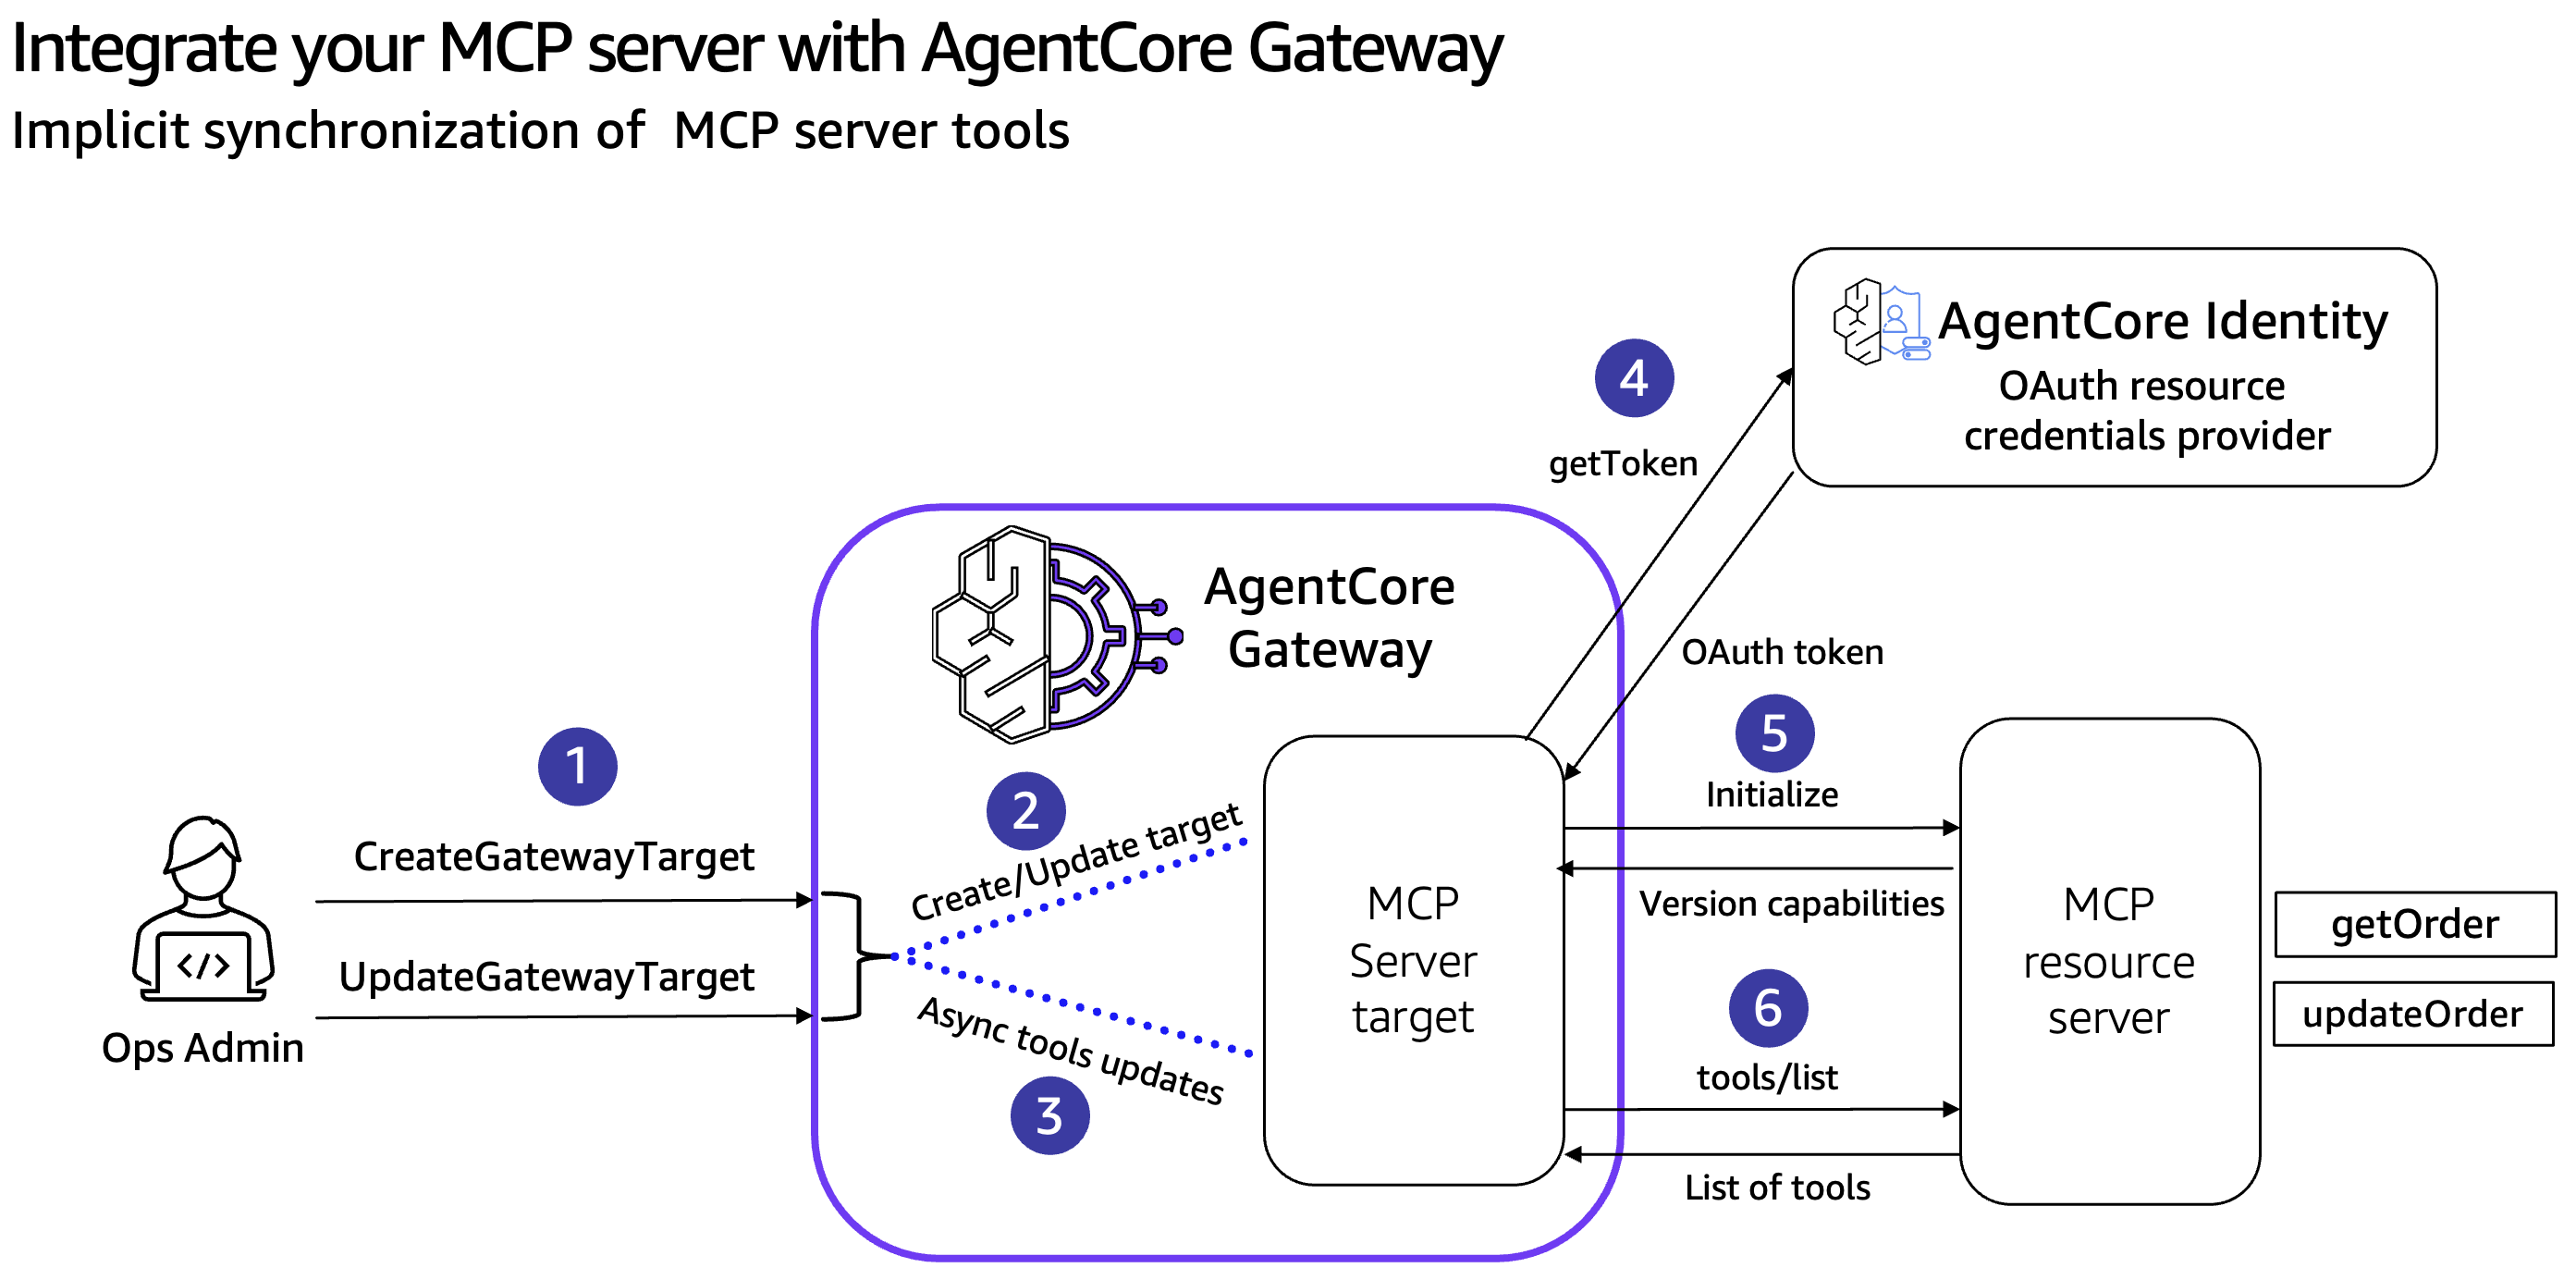 Integrate your MCP server with AgentCore Gateway
Implicit synchronization of MCP server tools
AgentCore Identity
OAuth resource
credentials provider
4
getToken
OAuth token
AgentCore
Gateway
1
CreateGatewayTarget
UpdateGatewayTarget
Ops Admin
</>
2
Create/Update target
Async tools updates
3
MCP
Server
target
5
Initialize
Version capabilities
6
tools/list
List of tools
MCP
resource
server
getOrder
updateOrder